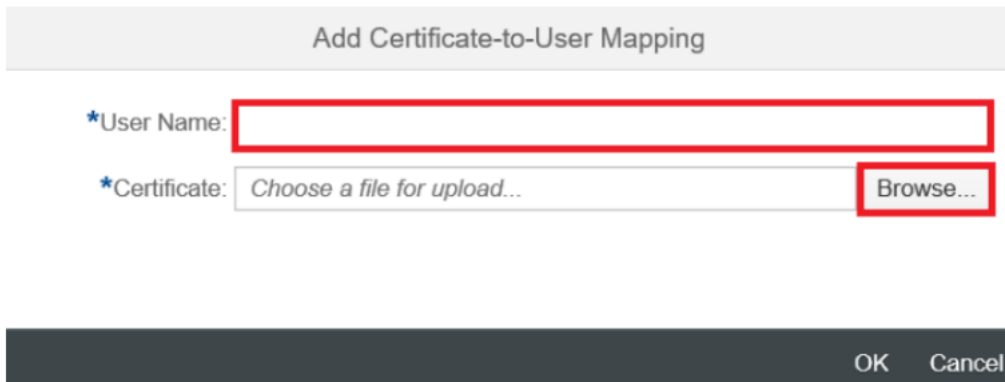 Add Certificate-to-User Mapping
*User Name:
*Certificate: Choose a file for upload... Browse...
OK Cancel